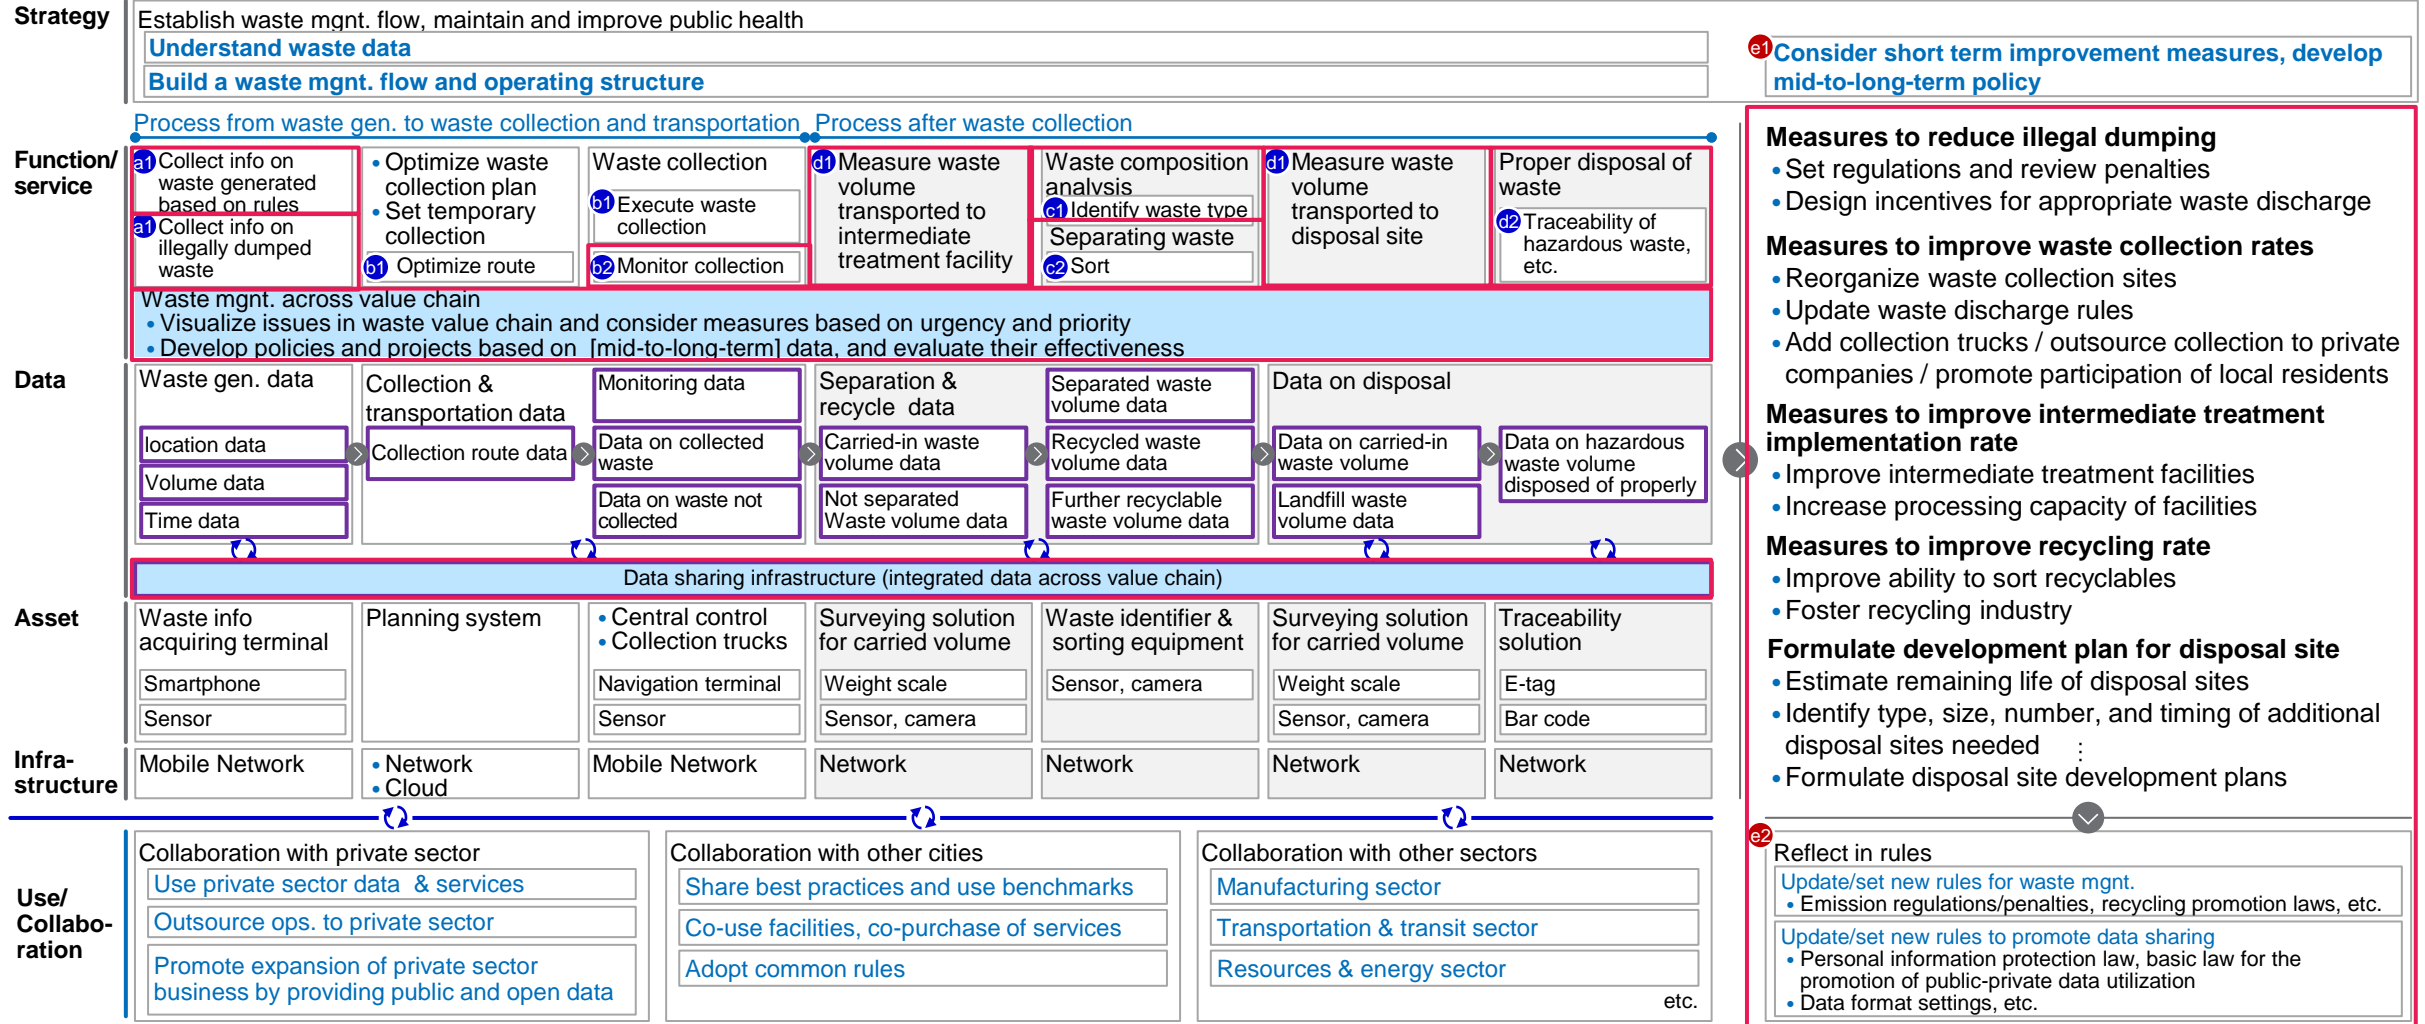 Strategy
Establish waste mgnt. flow, maintain and improve public health
Understand waste data
Build a waste mgnt. flow and operating structure
e1
Consider short term improvement measures, develop
mid-to-long-term policy
Process from waste gen. to waste collection and transportation
Process after waste collection
Function/
service
a1
Collect info on
waste generated
based on rules
a1
Collect info on
illegally dumped
waste
• Optimize waste
collection plan
• Set temporary
collection
b1
Optimize route
Waste collection
b1
Execute waste
collection
b2
Monitor collection
d1
Measure waste
volume
transported to
intermediate
treatment facility
Waste composition
analysis
c1
Identify waste type
Separating waste
c2
Sort
d1
Measure waste
volume
transported to
disposal site
Proper disposal of
waste
d2
Traceability of
hazardous waste,
etc.
Waste mgnt. across value chain
• Visualize issues in waste value chain and consider measures based on urgency and priority
• Develop policies and projects based on [mid-to-long-term] data, and evaluate their effectiveness
Data
Waste gen. data
location data
Volume data
Time data
Collection &
transportation data
Collection route data
Monitoring data
Data on collected
waste
Data on waste not
collected
Separation &
recycle data
Carried-in waste
volume data
Not separated
Waste volume data
Separated waste
volume data
Recycled waste
volume data
Further recyclable
waste volume data
Data on disposal
Data on carried-in
waste volume
Landfill waste
volume data
Data on hazardous
waste volume
disposed of properly
Data sharing infrastructure (integrated data across value chain)
Asset
Waste info
acquiring terminal
Smartphone
Sensor
Planning system
• Central control
• Collection trucks
Navigation terminal
Sensor
Surveying solution
for carried volume
Weight scale
Sensor, camera
Waste identifier &
sorting equipment
Sensor, camera
Surveying solution
for carried volume
Weight scale
Sensor, camera
Traceability
solution
E-tag
Bar code
Infra-
structure
Mobile Network
• Network
• Cloud
Mobile Network
Network
Network
Network
Network
Use/
Collabo-
ration
Collaboration with private sector
Use private sector data & services
Outsource ops. to private sector
Promote expansion of private sector
business by providing public and open data
Collaboration with other cities
Share best practices and use benchmarks
Co-use facilities, co-purchase of services
Adopt common rules
Collaboration with other sectors
Manufacturing sector
Transportation & transit sector
Resources & energy sector
etc.
Measures to reduce illegal dumping
• Set regulations and review penalties
• Design incentives for appropriate waste discharge
Measures to improve waste collection rates
• Reorganize waste collection sites
• Update waste discharge rules
• Add collection trucks / outsource collection to private
companies / promote participation of local residents
Measures to improve intermediate treatment
implementation rate
• Improve intermediate treatment facilities
• Increase processing capacity of facilities
Measures to improve recycling rate
• Improve ability to sort recyclables
• Foster recycling industry
Formulate development plan for disposal site
• Estimate remaining life of disposal sites
• Identify type, size, number, and timing of additional
disposal sites needed
⋮
• Formulate disposal site development plans
e2
Reflect in rules
Update/set new rules for waste mgnt.
• Emission regulations/penalties, recycling promotion laws, etc.
Update/set new rules to promote data sharing
• Personal information protection law, basic law for the
promotion of public-private data utilization
• Data format settings, etc.